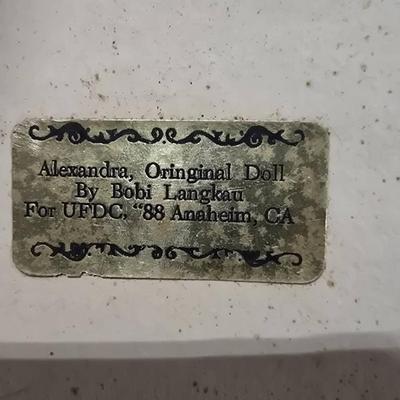 Alexandra, Oringinal Doll
By Bobi Langkau
For UFDC, "88 Anaheim, CA